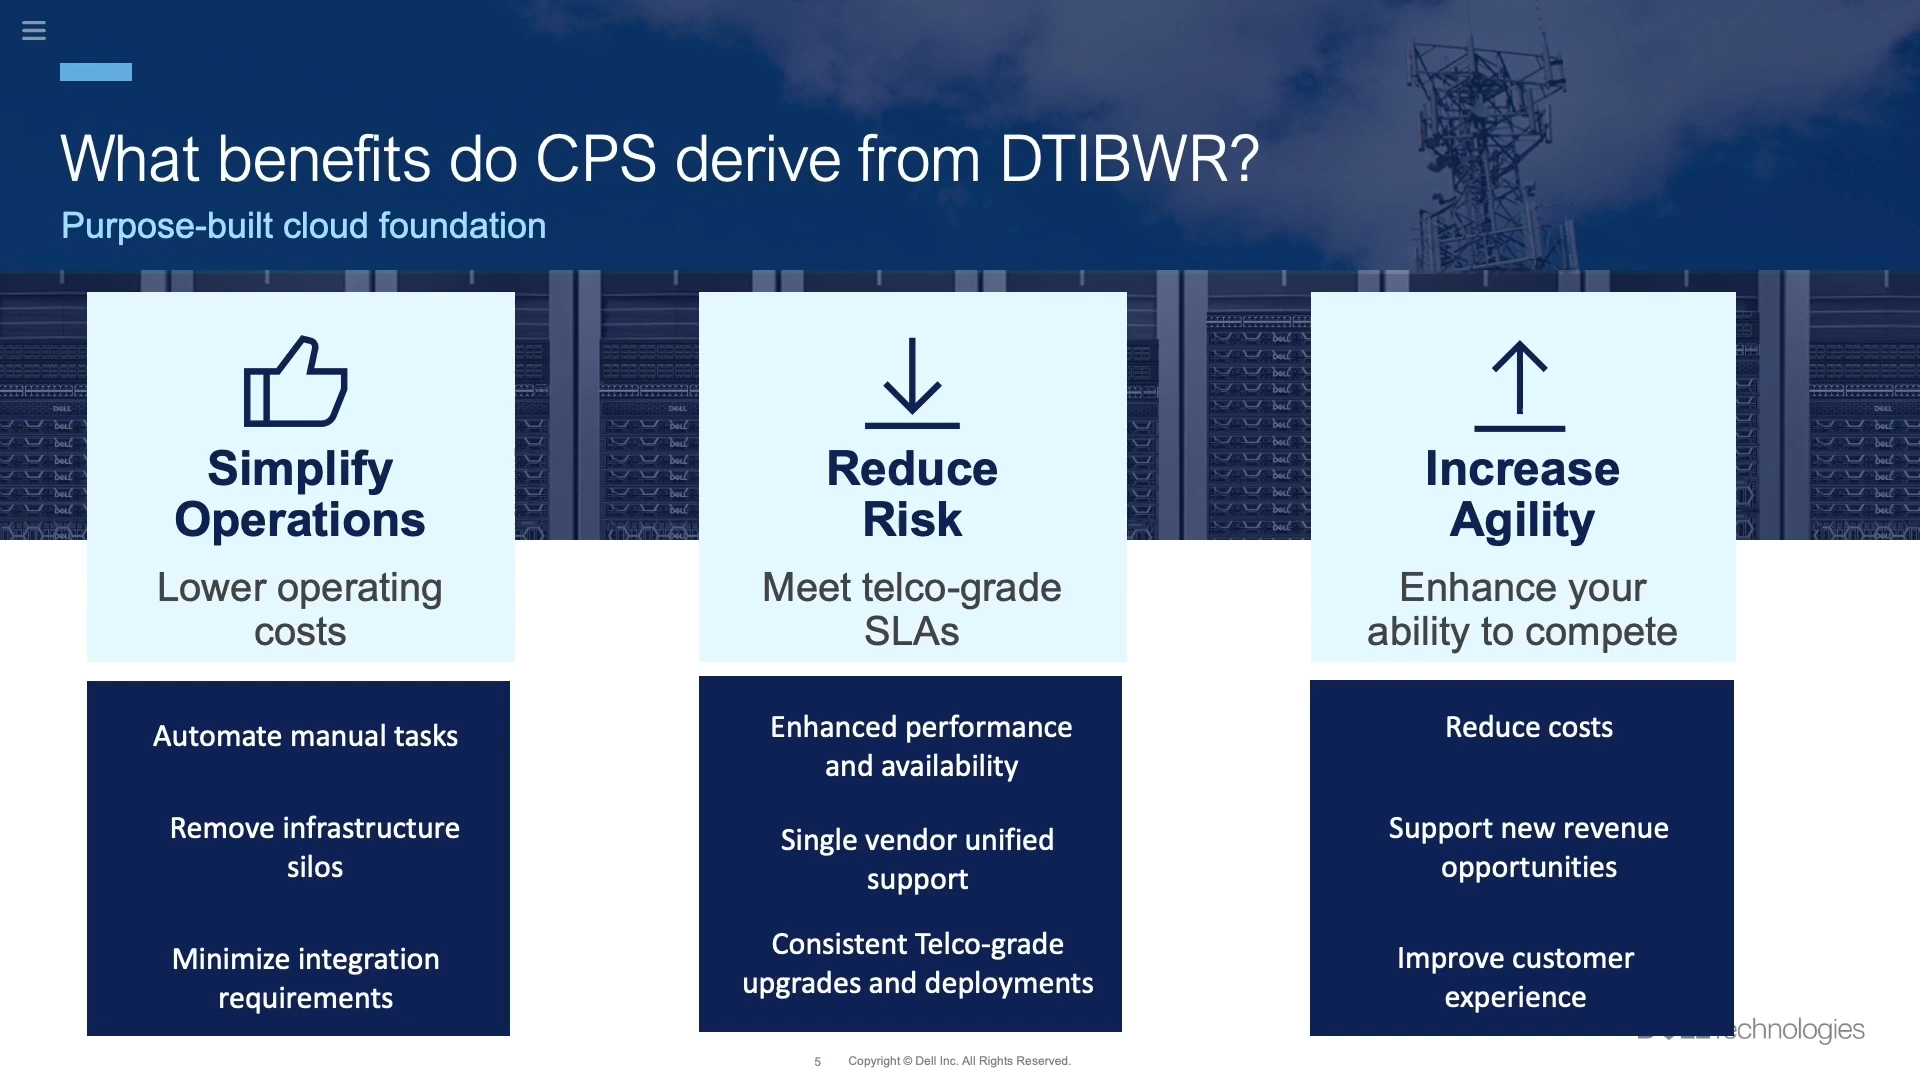 What benefits do CPS derive from DTIBWR?
Purpose-built cloud foundation
Simplify
Operations
Lower operating
costs
Automate manual tasks
Remove infrastructure
silos
Minimize integration
requirements
Reduce
Risk
Meet telco-grade
SLAs
Enhanced performance
and availability
Single vendor unified
support
Consistent Telco-grade
upgrades and deployments
Increase
Agility
Enhance your
ability to compete
Reduce costs
Support new revenue
opportunities
Improve customer
experience
5 Copyright © Dell Inc. All Rights Reserved.